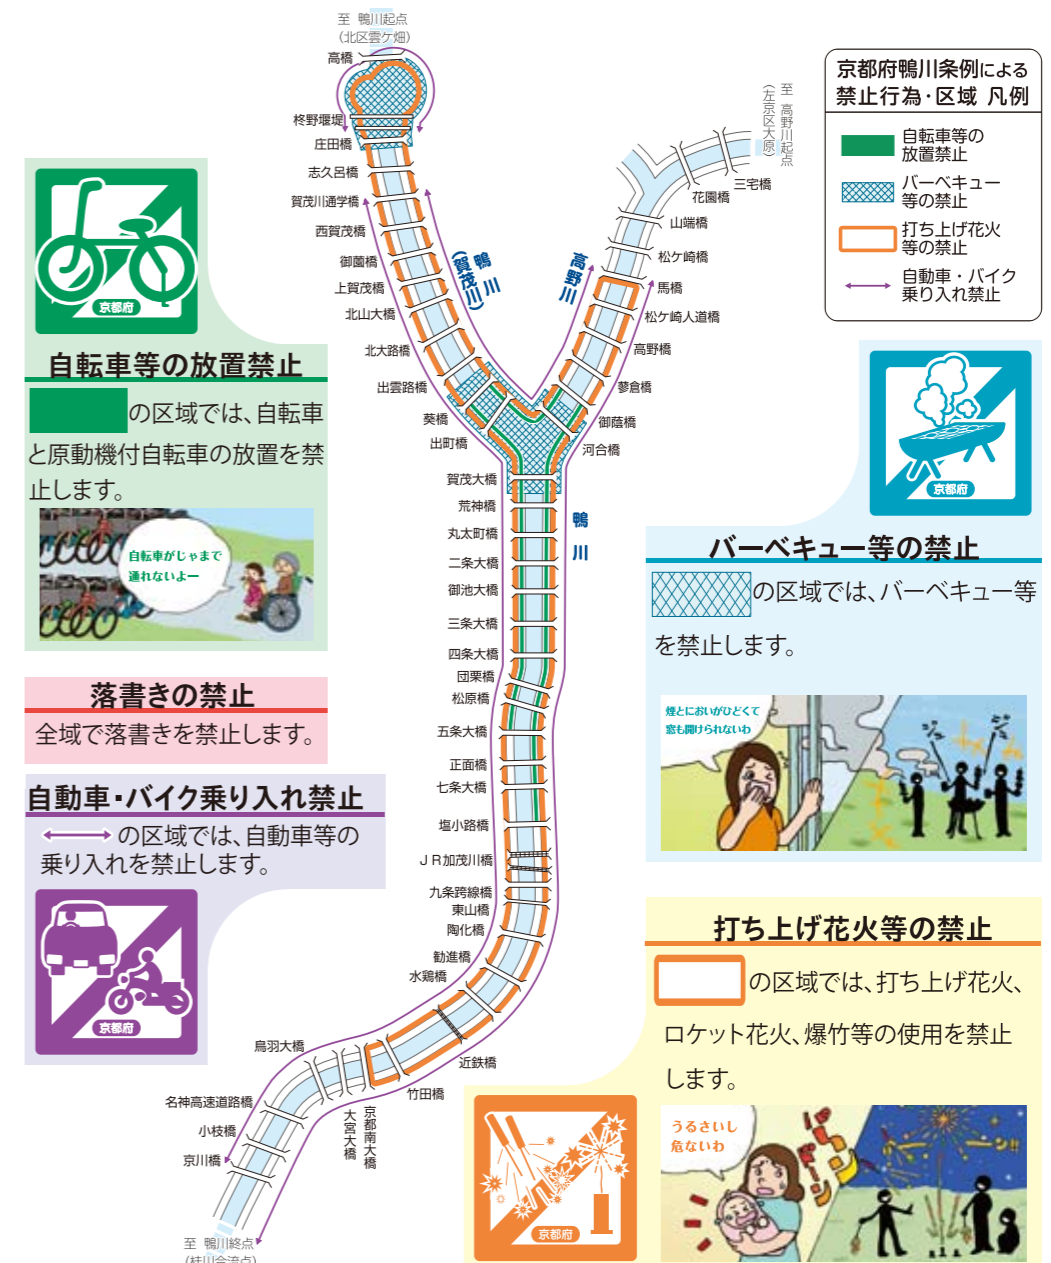 至 鴨川起点
(北区雲ケ畑)
高橋
柊野堰堤
庄田橋
志久呂橋
賀茂川通学橋
西賀茂橋
御薗橋
上賀茂橋
北山大橋
北大路橋
出雲路橋
葵橋
出町橋
鴨川
(賀茂川)
高野川
至 高野川起点
(左京区大原)
三宅橋
花園橋
山端橋
松ケ崎橋
馬橋
松ケ崎人道橋
高野橋
蓼倉橋
御蔭橋
河合橋
賀茂大橋
荒神橋
丸太町橋
二条大橋
御池大橋
三条大橋
四条大橋
団栗橋
松原橋
五条大橋
正面橋
七条大橋
塩小路橋
JR加茂川橋
九条跨線橋
東山橋
陶化橋
勧進橋
水鶏橋
鴨川
近鉄橋
竹田橋
京都南大橋
大宮大橋
鳥羽大橋
名神高速道路橋
小枝橋
京川橋
至 鴨川終点
(桂川合流点)
京都府鴨川条例による
禁止行為・区域 凡例
自転車等の
放置禁止
バーベキュー
等の禁止
打ち上げ花火
等の禁止
自動車・バイク
乗り入れ禁止
京都府
自転車等の放置禁止
の区域では、自転車
と原動機付自転車の放置を禁
止します。
自転車がじゃまで
通れないよー
落書きの禁止
全域で落書きを禁止します。
自動車・バイク乗り入れ禁止
の区域では、自動車等の
乗り入れを禁止します。
京都府
京都府
バーベキュー等の禁止
の区域では、バーベキュー等
を禁止します。
煙とにおいがひどくて
窓も開けられないわ
打ち上げ花火等の禁止
の区域では、打ち上げ花火、
ロケット花火、爆竹等の使用を禁止
します。
京都府
うるさいし
危ないわ